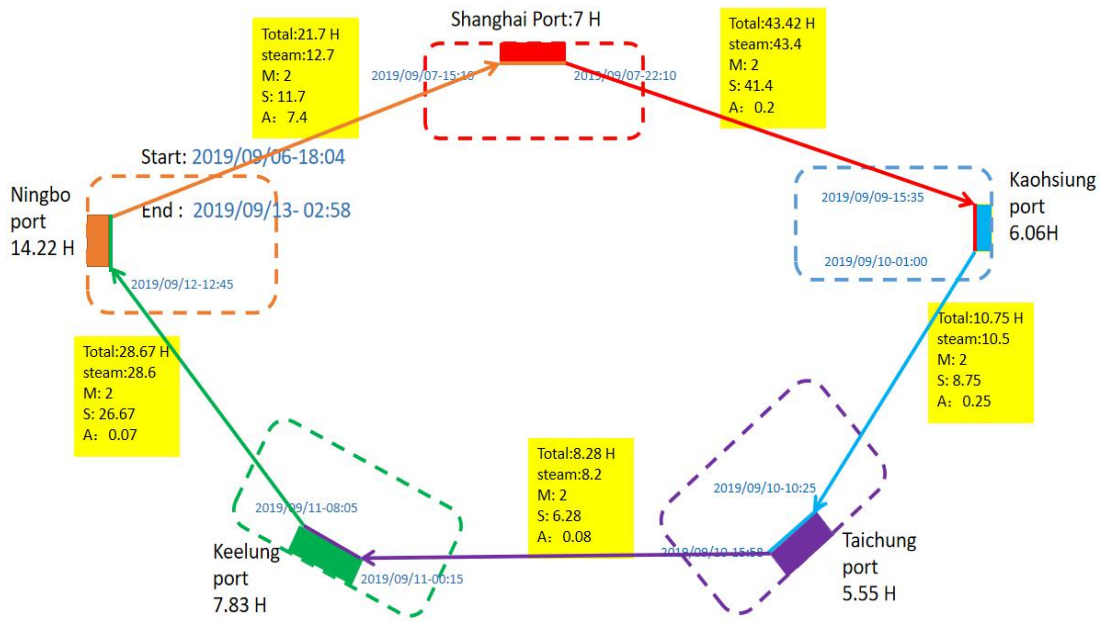 Shanghai Port:7 H
Total:21.7 H
steam:12.7
M: 2
S: 11.7
A: 7.4
2019/09/07-15:10
2019/09/07-22:10
Total:43.42 H
steam:43.4
M: 2
S: 41.4
A: 0.2
Start: 2019/09/06-18:04
End : 2019/09/13- 02:58
Ningbo
port
14.22 H
2019/09/12-12:45
Kaohsiung
port
6.06H
2019/09/09-15:35
2019/09/10-01:00
Total:10.75 H
steam:10.5
M: 2
S: 8.75
A: 0.25
Total:28.67 H
steam:28.6
M: 2
S: 26.67
A: 0.07
Total:8.28 H
steam:8.2
M: 2
S: 6.28
A: 0.08
2019/09/10-10:25
2019/09/10-15:58
Taichung
port
5.55 H
2019/09/11-08:05
2019/09/11-00:15
Keelung
port
7.83 H